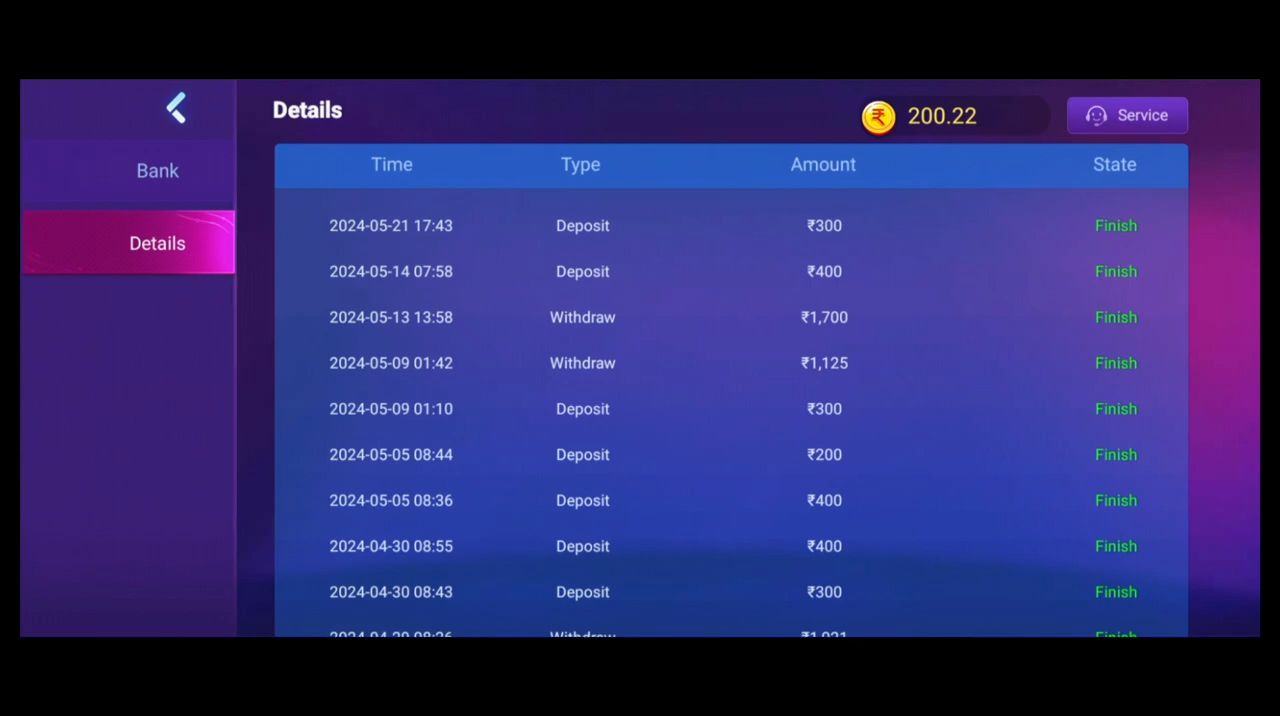 Details
200.22
Service
Bank
Details
Time Type Amount State
2024-05-21 17:43 Deposit ₹300 Finish
2024-05-14 07:58 Deposit ₹400 Finish
2024-05-13 13:58 Withdraw ₹1,700 Finish
2024-05-09 01:42 Withdraw ₹1,125 Finish
2024-05-09 01:10 Deposit ₹300 Finish
2024-05-05 08:44 Deposit ₹200 Finish
2024-05-05 08:36 Deposit ₹400 Finish
2024-04-30 08:55 Deposit ₹400 Finish
2024-04-30 08:43 Deposit ₹300 Finish
Withdraw Finish